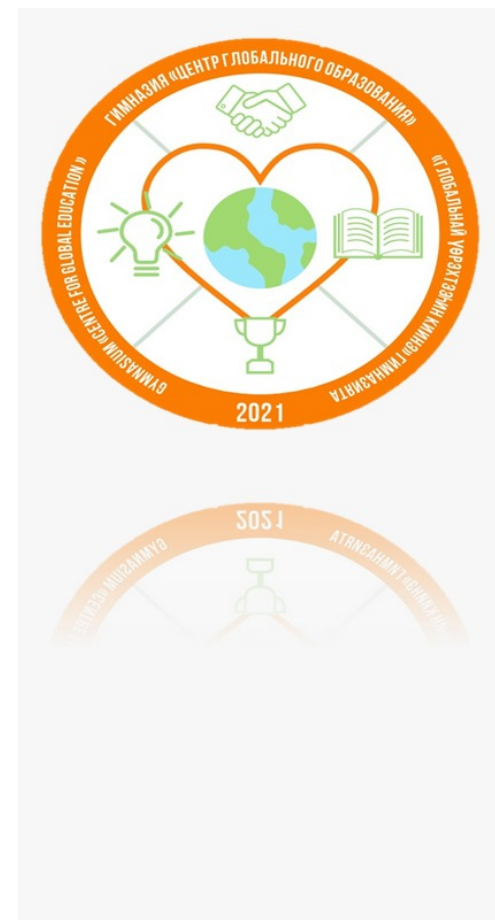 ГИМНАЗИЯ «ЦЕНТР ГЛОБАЛЬНОГО ОБРАЗОВАНИЯ»
«ГЛОБАЛЬНАЙ ҮӨРЭХТЭЭҺИН КИИНЭ» ГИМНАЗИЯТА
GYMNASIUM «CENTRE FOR GLOBAL EDUCATION»
2021